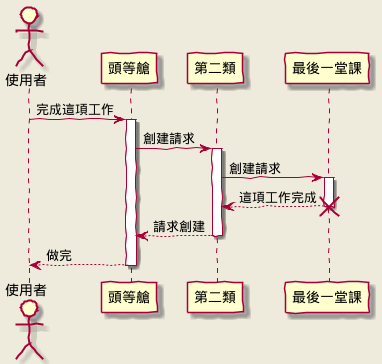 使用者
頭等艙
第二類
最後一堂課
完成這項工作
創建請求
創建請求
這項工作完成
請求創建
做完
使用者
頭等艙
第二類
最後一堂課